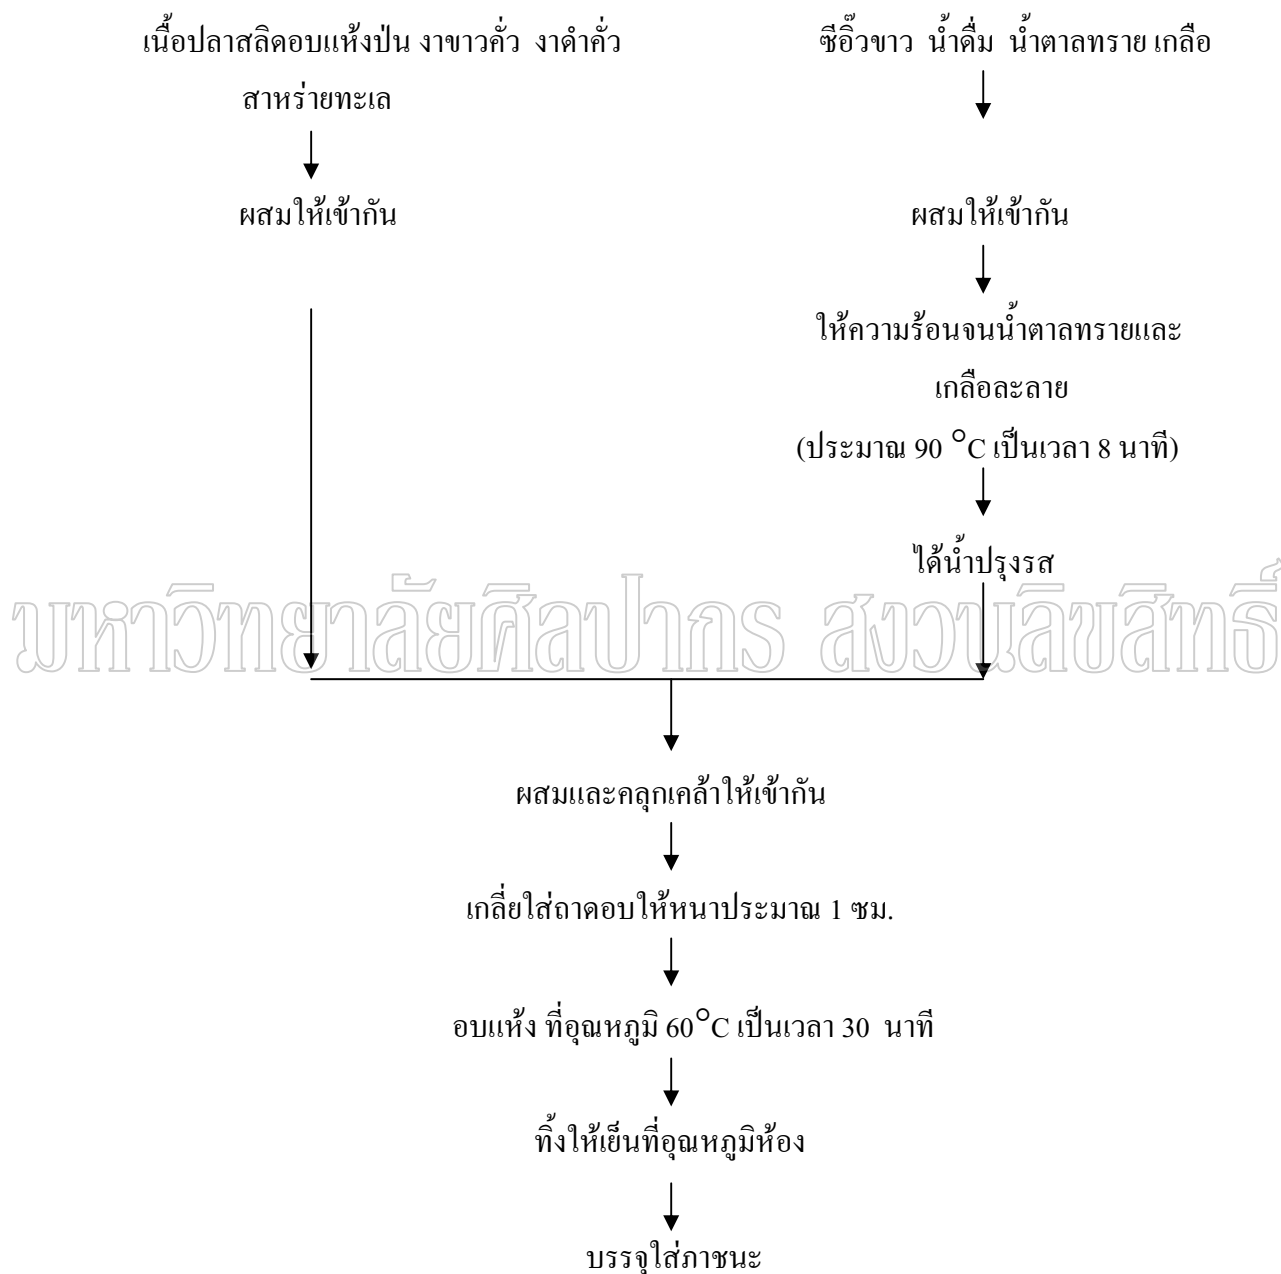 เนื้อปลาสลิดอบแห้งป่น งาขาวคั่ว งาดำคั่ว
สาหร่ายทะเล
ผสมให้เข้ากัน
ซีอิ๊วขาว น้ำดื่ม น้ำตาลทราย เกลือ
ผสมให้เข้ากัน
ให้ความร้อนจนน้ำตาลทรายและ
เกลือละลาย
(ประมาณ 90 °C เป็นเวลา 8 นาที)
ได้น้ำปรุงรส
มหาวิทยาลัยศิลปากร สงวนลิขสิทธิ์
ผสมและคลุกเคล้าให้เข้ากัน
เกลี่ยใส่ถาดอบให้หนาประมาณ 1 ซม.
อบแห้ง ที่อุณหภูมิ 60°C เป็นเวลา 30 นาที
ทิ้งให้เย็นที่อุณหภูมิห้อง
บรรจุใส่ภาชนะ